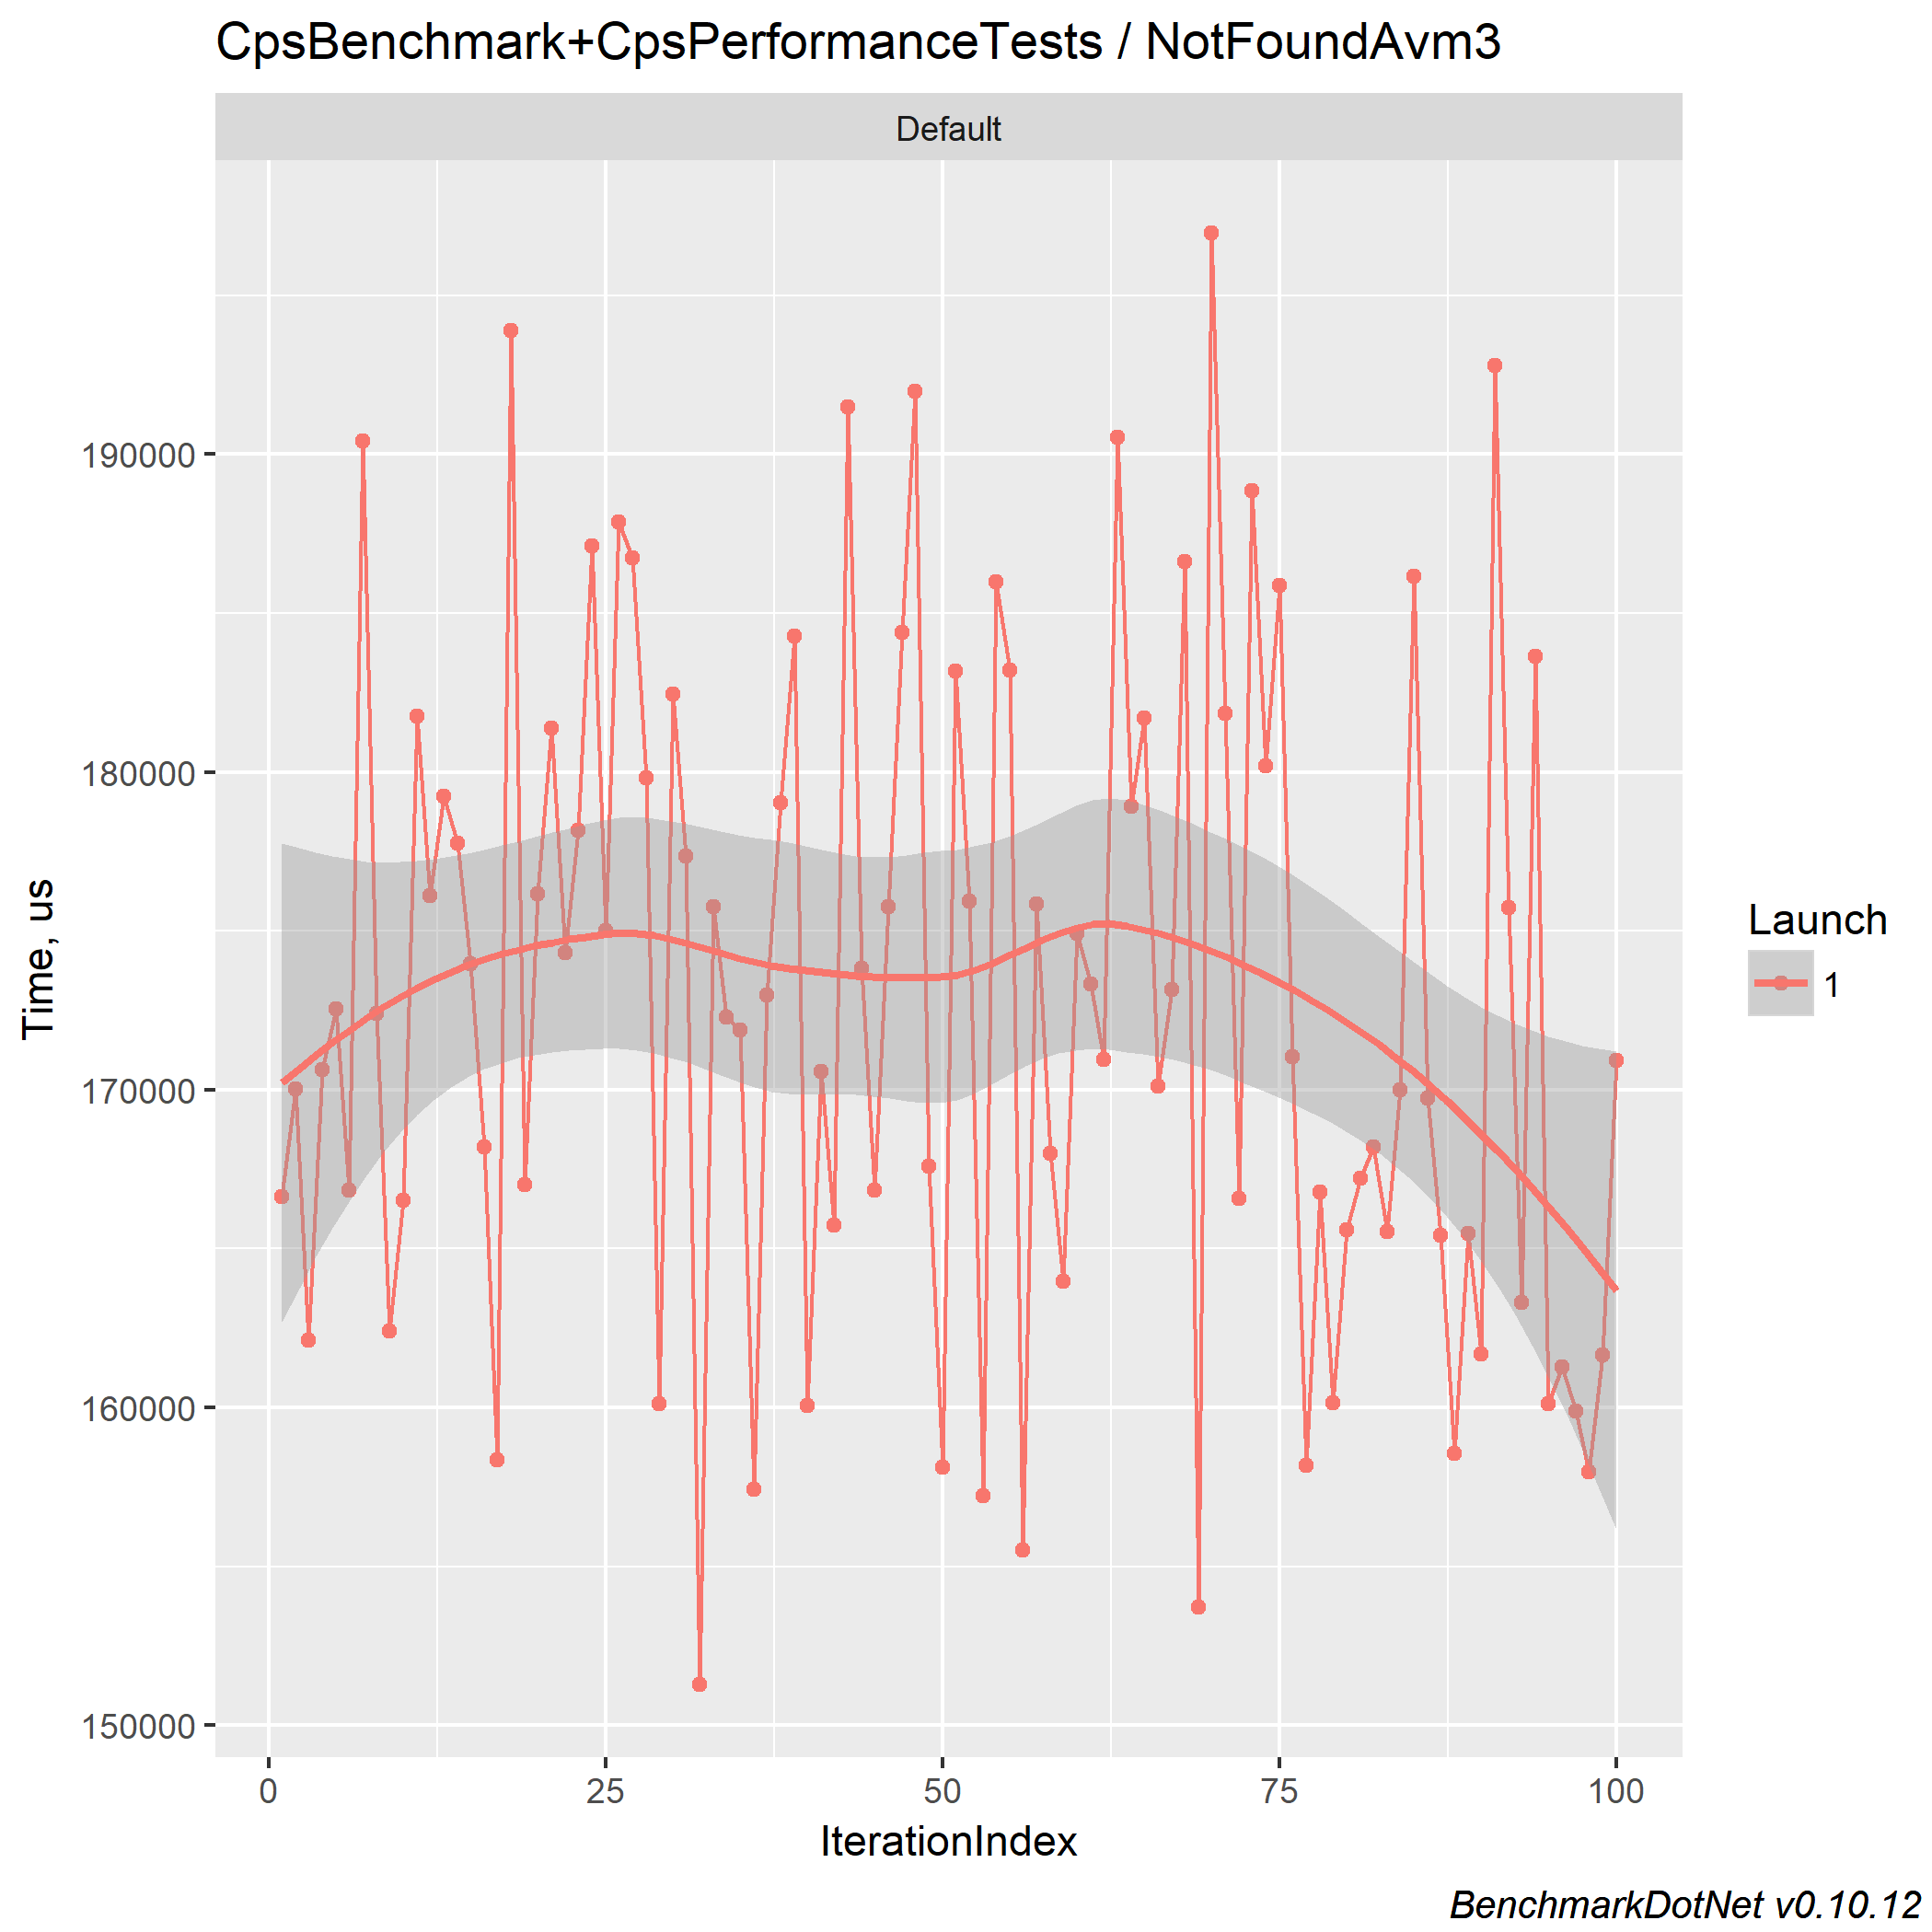 CpsBenchmark+CpsPerformanceTests / NotFoundAvm3
Default
190000
180000
170000
160000
150000
Time, us
0 25 50 75 100
IterationIndex
Launch
1
BenchmarkDotNet v0.10.12